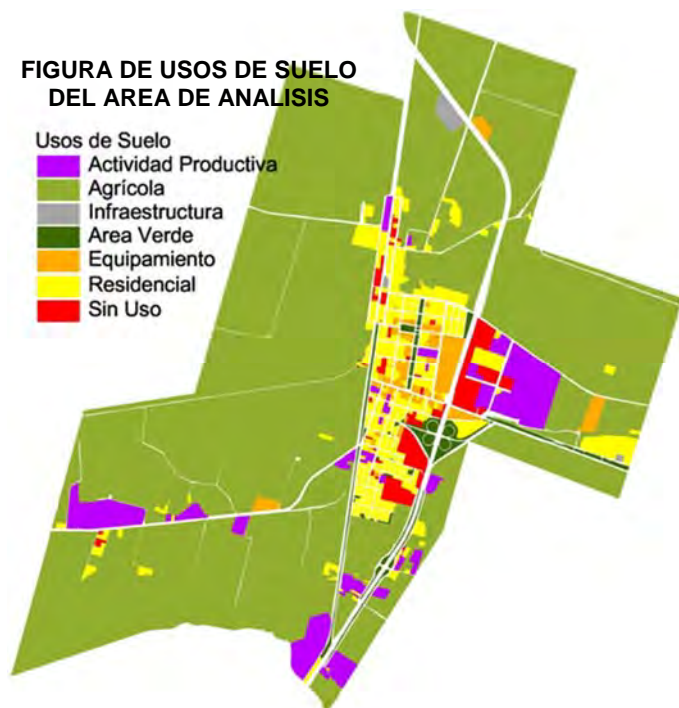 FIGURA DE USOS DE SUELO
DEL AREA DE ANALISIS
Usos de Suelo
Actividad Productiva
Agrícola
Infraestructura
Area Verde
Equipamiento
Residencial
Sin Uso